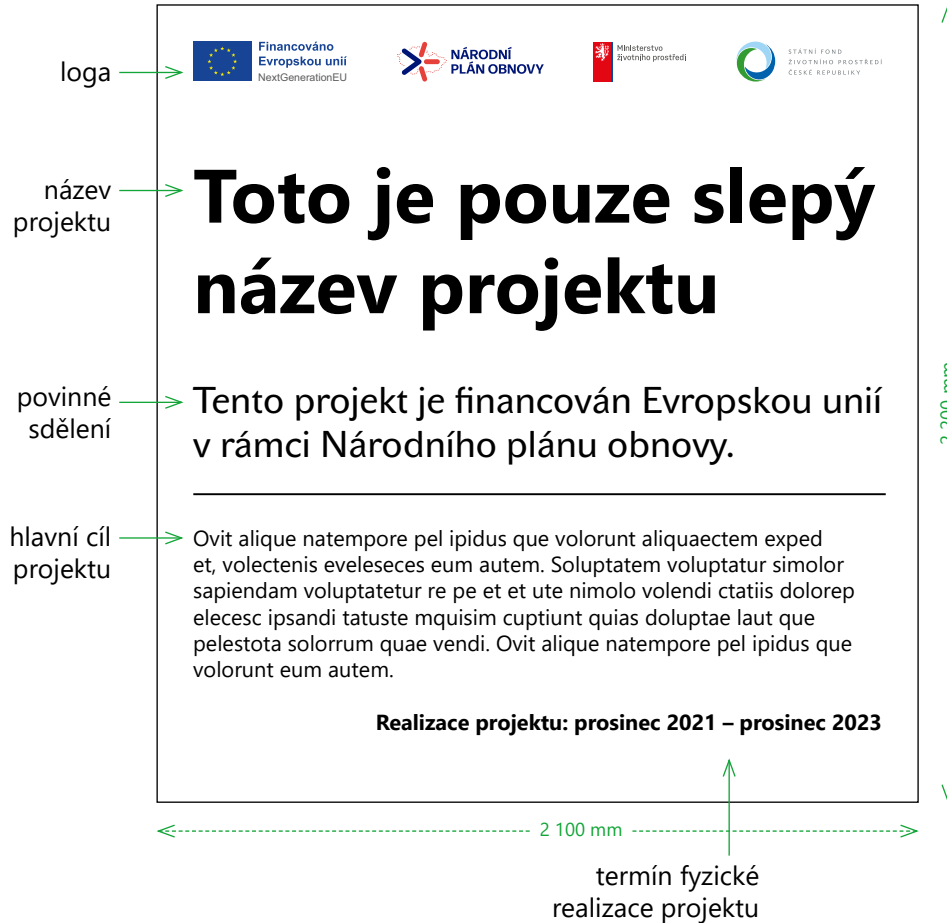 loga
Financováno
Evropskou unií
NextGenerationEU
NÁRODNÍ
PLÁN OBNOVY
Ministerstvo
životního prostředí
STÁTNÍ FOND
ŽIVOTNÍHO PROSTŘEDÍ
ČESKÉ REPUBLIKY
název
projektu
Toto je pouze slepý
název projektu
povinné
sdělení
Tento projekt je financován Evropskou unií
v rámci Národního plánu obnovy.
hlavní cíl
projektu
Ovit alique natempore pel ipidus que volorunt aliquaectem exped
et, volectenis eveleseces eum autem. Soluptatem voluptatur simolor
sapiendam voluptatetur re pe et et ute nimolo volendi ctatiis dolorep
elecesc ipsandi tatuste mquisim cuptiunt quias doluptae laut que
pelestota solorrum quae vendi. Ovit alique natempore pel ipidus que
volorunt eum autem.
Realizace projektu: prosinec 2021 – prosinec 2023
2 100 mm
termín fyzické
realizace projektu